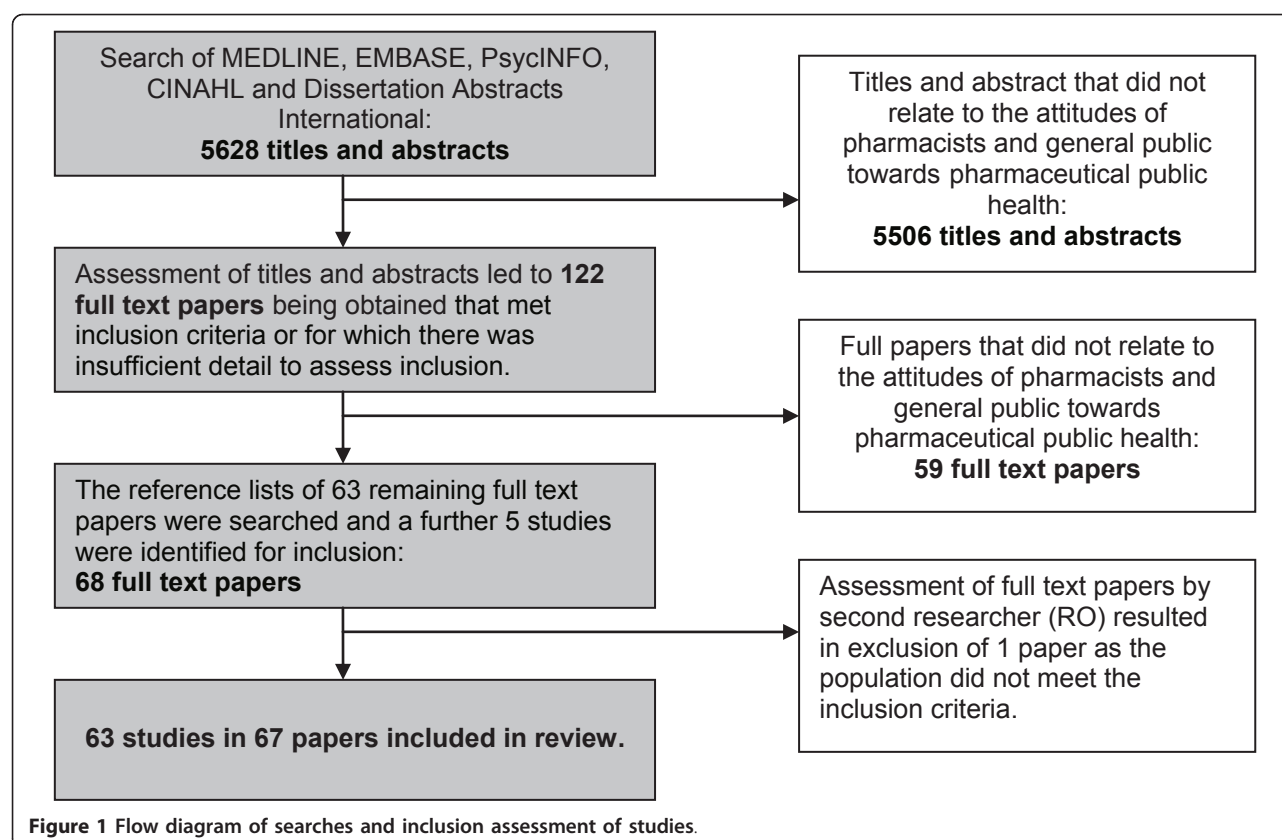 Search of MEDLINE, EMBASE, PsycINFO,
CINAHL and Dissertation Abstracts
International:
5628 titles and abstracts
Titles and abstract that did not
relate to the attitudes of
pharmacists and general public
towards pharmaceutical public
health:
5506 titles and abstracts
Assessment of titles and abstracts led to 122
full text papers being obtained that met
inclusion criteria or for which there was
insufficient detail to assess inclusion.
Full papers that did not relate to
the attitudes of pharmacists and
general public towards
pharmaceutical public health:
59 full text papers
The reference lists of 63 remaining full text
papers were searched and a further 5 studies
were identified for inclusion:
68 full text papers
Assessment of full text papers by
second researcher (RO) resulted
in exclusion of 1 paper as the
population did not meet the
inclusion criteria.
63 studies in 67 papers included in review.
Figure 1 Flow diagram of searches and inclusion assessment of studies.